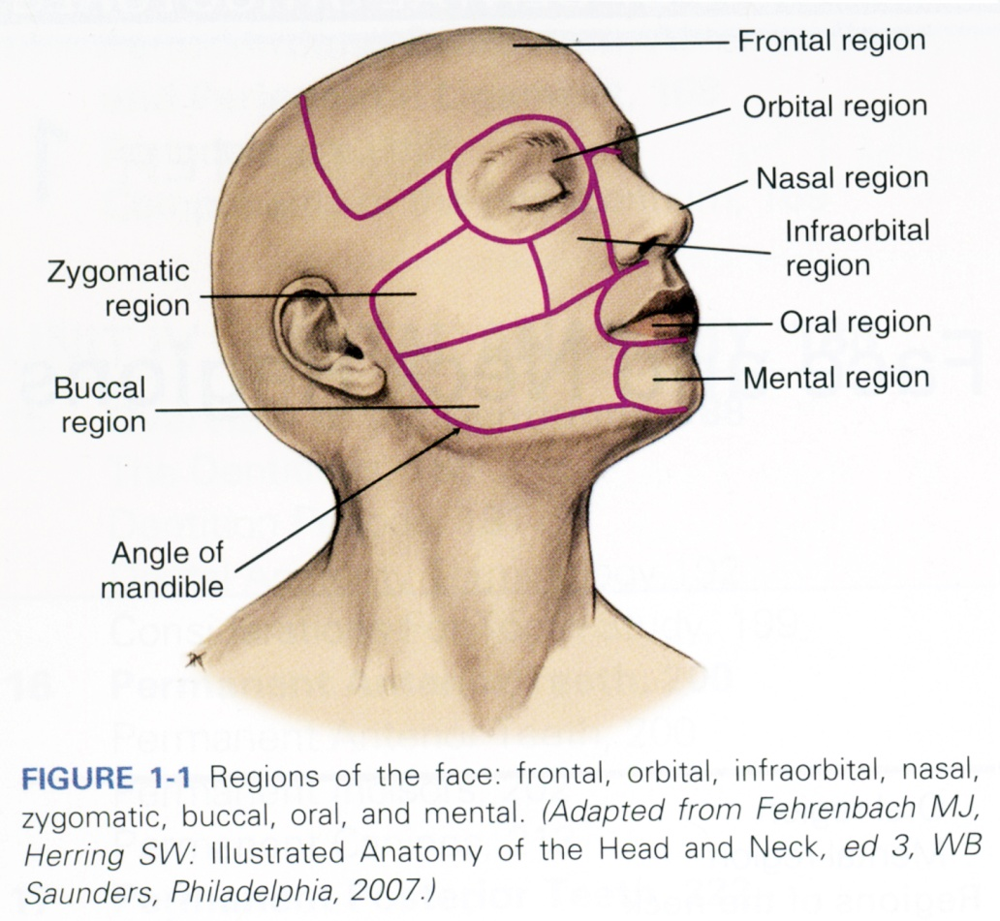 Frontal region
Orbital region
Nasal region
Infraorbital
region
Zygomatic
region
Oral region
Mental region
Buccal
region
Angle of
mandible
FIGURE 1-1 Regions of the face: frontal, orbital, infraorbital, nasal,
zygomatic, buccal, oral, and mental. (Adapted from Fehrenbach MJ,
Herring SW: Illustrated Anatomy of the Head and Neck, ed 3, WB
Saunders, Philadelphia, 2007.)